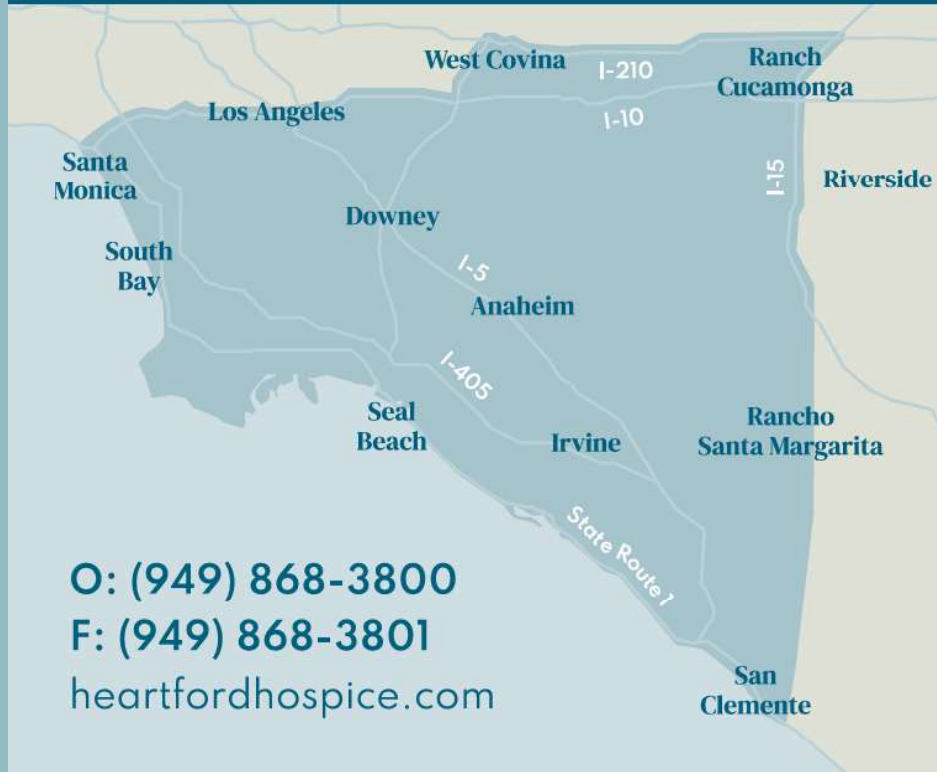 West Covina
I-210
Ranch
Cucamonga
Los Angeles
I-10
Santa
Monica
I-15
Riverside
Downey
South
Bay
I-5
Anaheim
I-405
Seal
Beach
Irvine
Rancho
Santa Margarita
State Route 1
O: (949) 868-3800
F: (949) 868-3801
heartfordhospice.com
San
Clemente